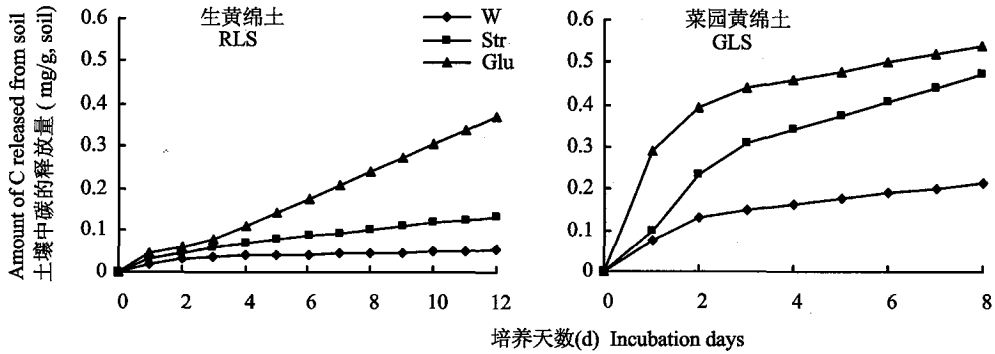 Amount of C released from soil
土壤中碳的释放量 ( mg/g, soil)
0.6
0.5
0.4
0.3
0.2
0.1
0
生黄绵土
RLS
W
Str
Glu
0 2 4 6 8 10 12
0.6
0.5
0.4
0.3
0.2
0.1
0
菜园黄绵土
GLS
0 2 4 6 8
培养天数(d) Incubation days